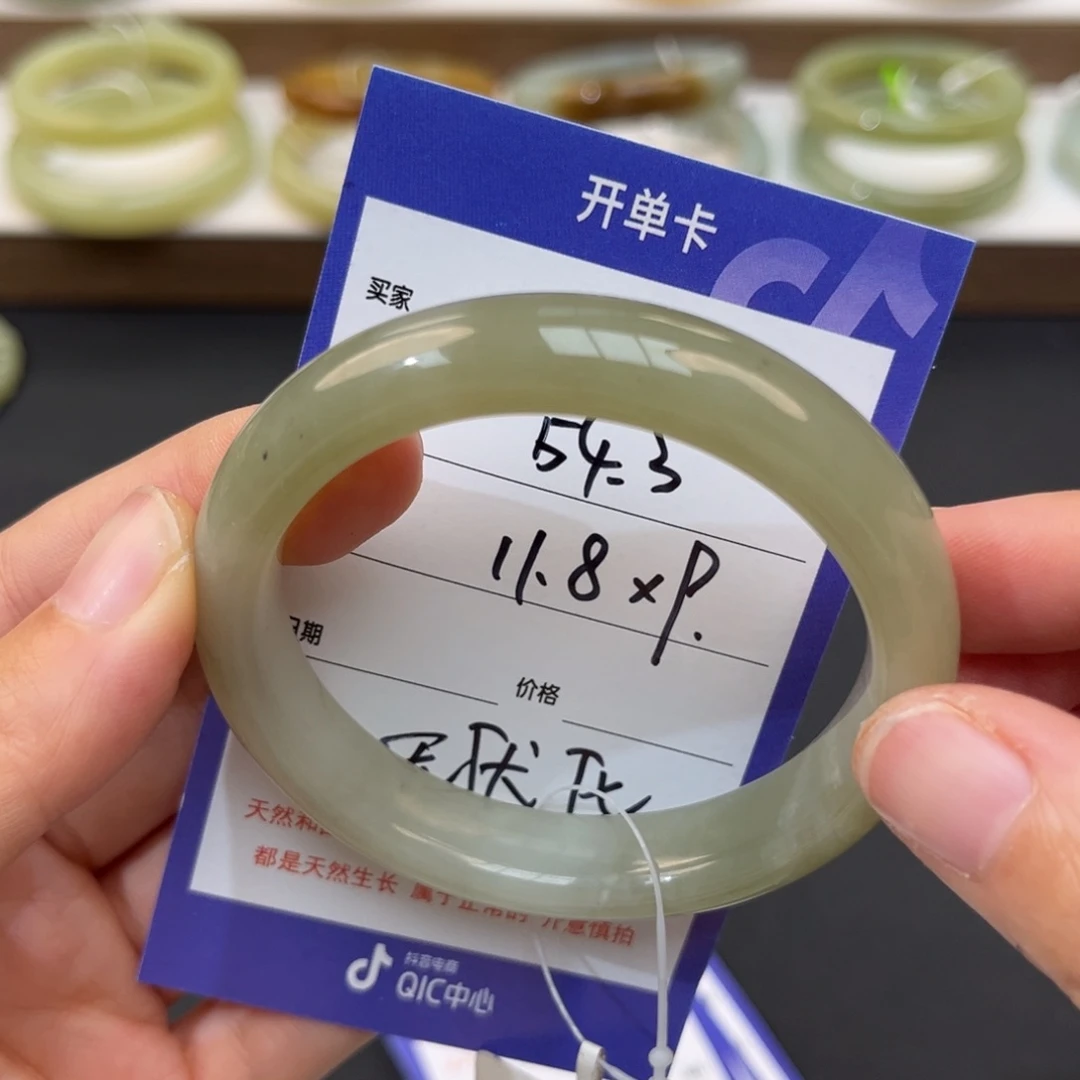 开单卡
买家
54.3
11.8×P.
日期
价格
天然和
都是天然生长 属于正常的 介意慎拍
抖音电商
QIC中心